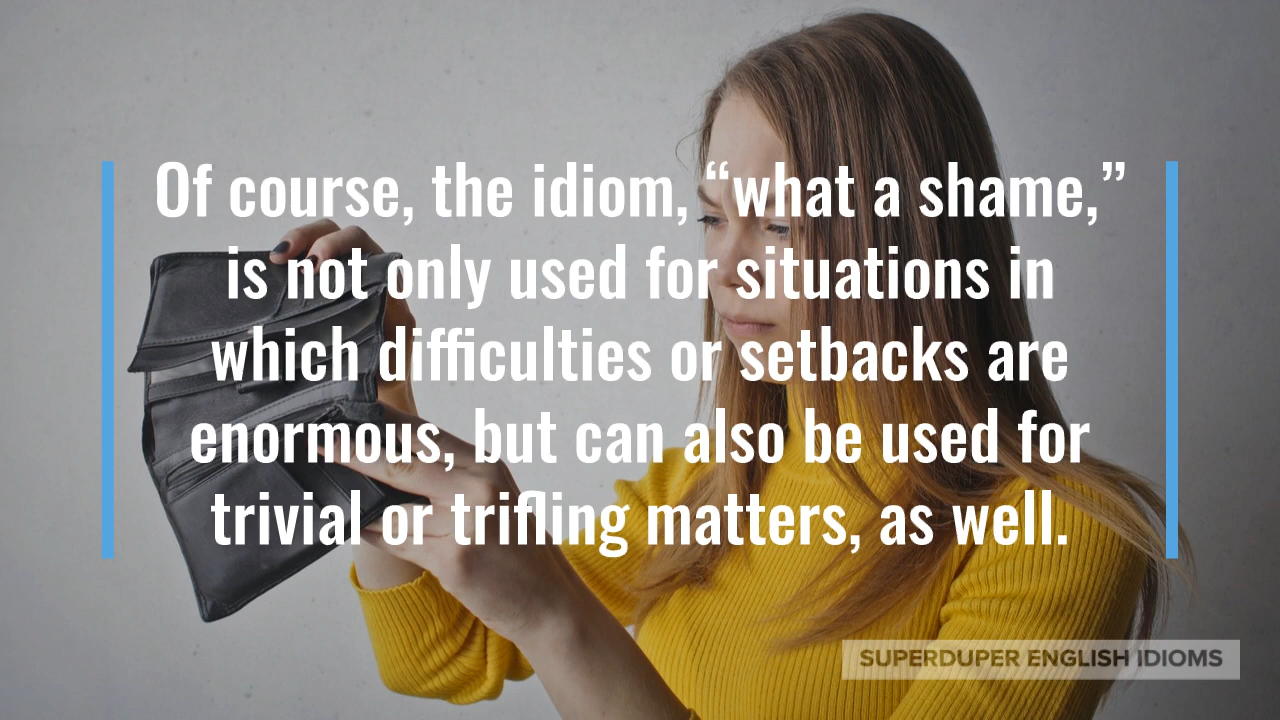 Of course, the idiom, “what a shame,”
is not only used for situations in
which difficulties or setbacks are
enormous, but can also be used for
trivial or trifling matters, as well.
SUPERDUPER ENGLISH IDIOMS